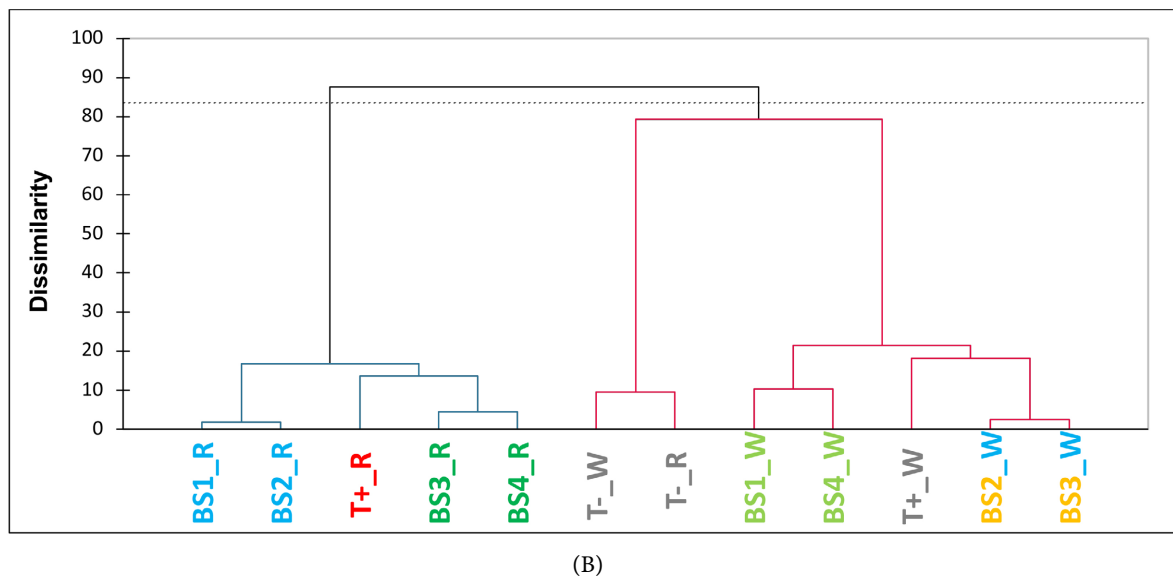 100
90
80
70
60
50
40
30
20
10
0
Dissimilarity
BS1_R
BS2_R
T+_R
BS3_R
BS4_R
T-_W
T-_R
BS1_W
BS4_W
T+_W
BS2_W
BS3_W
(B)